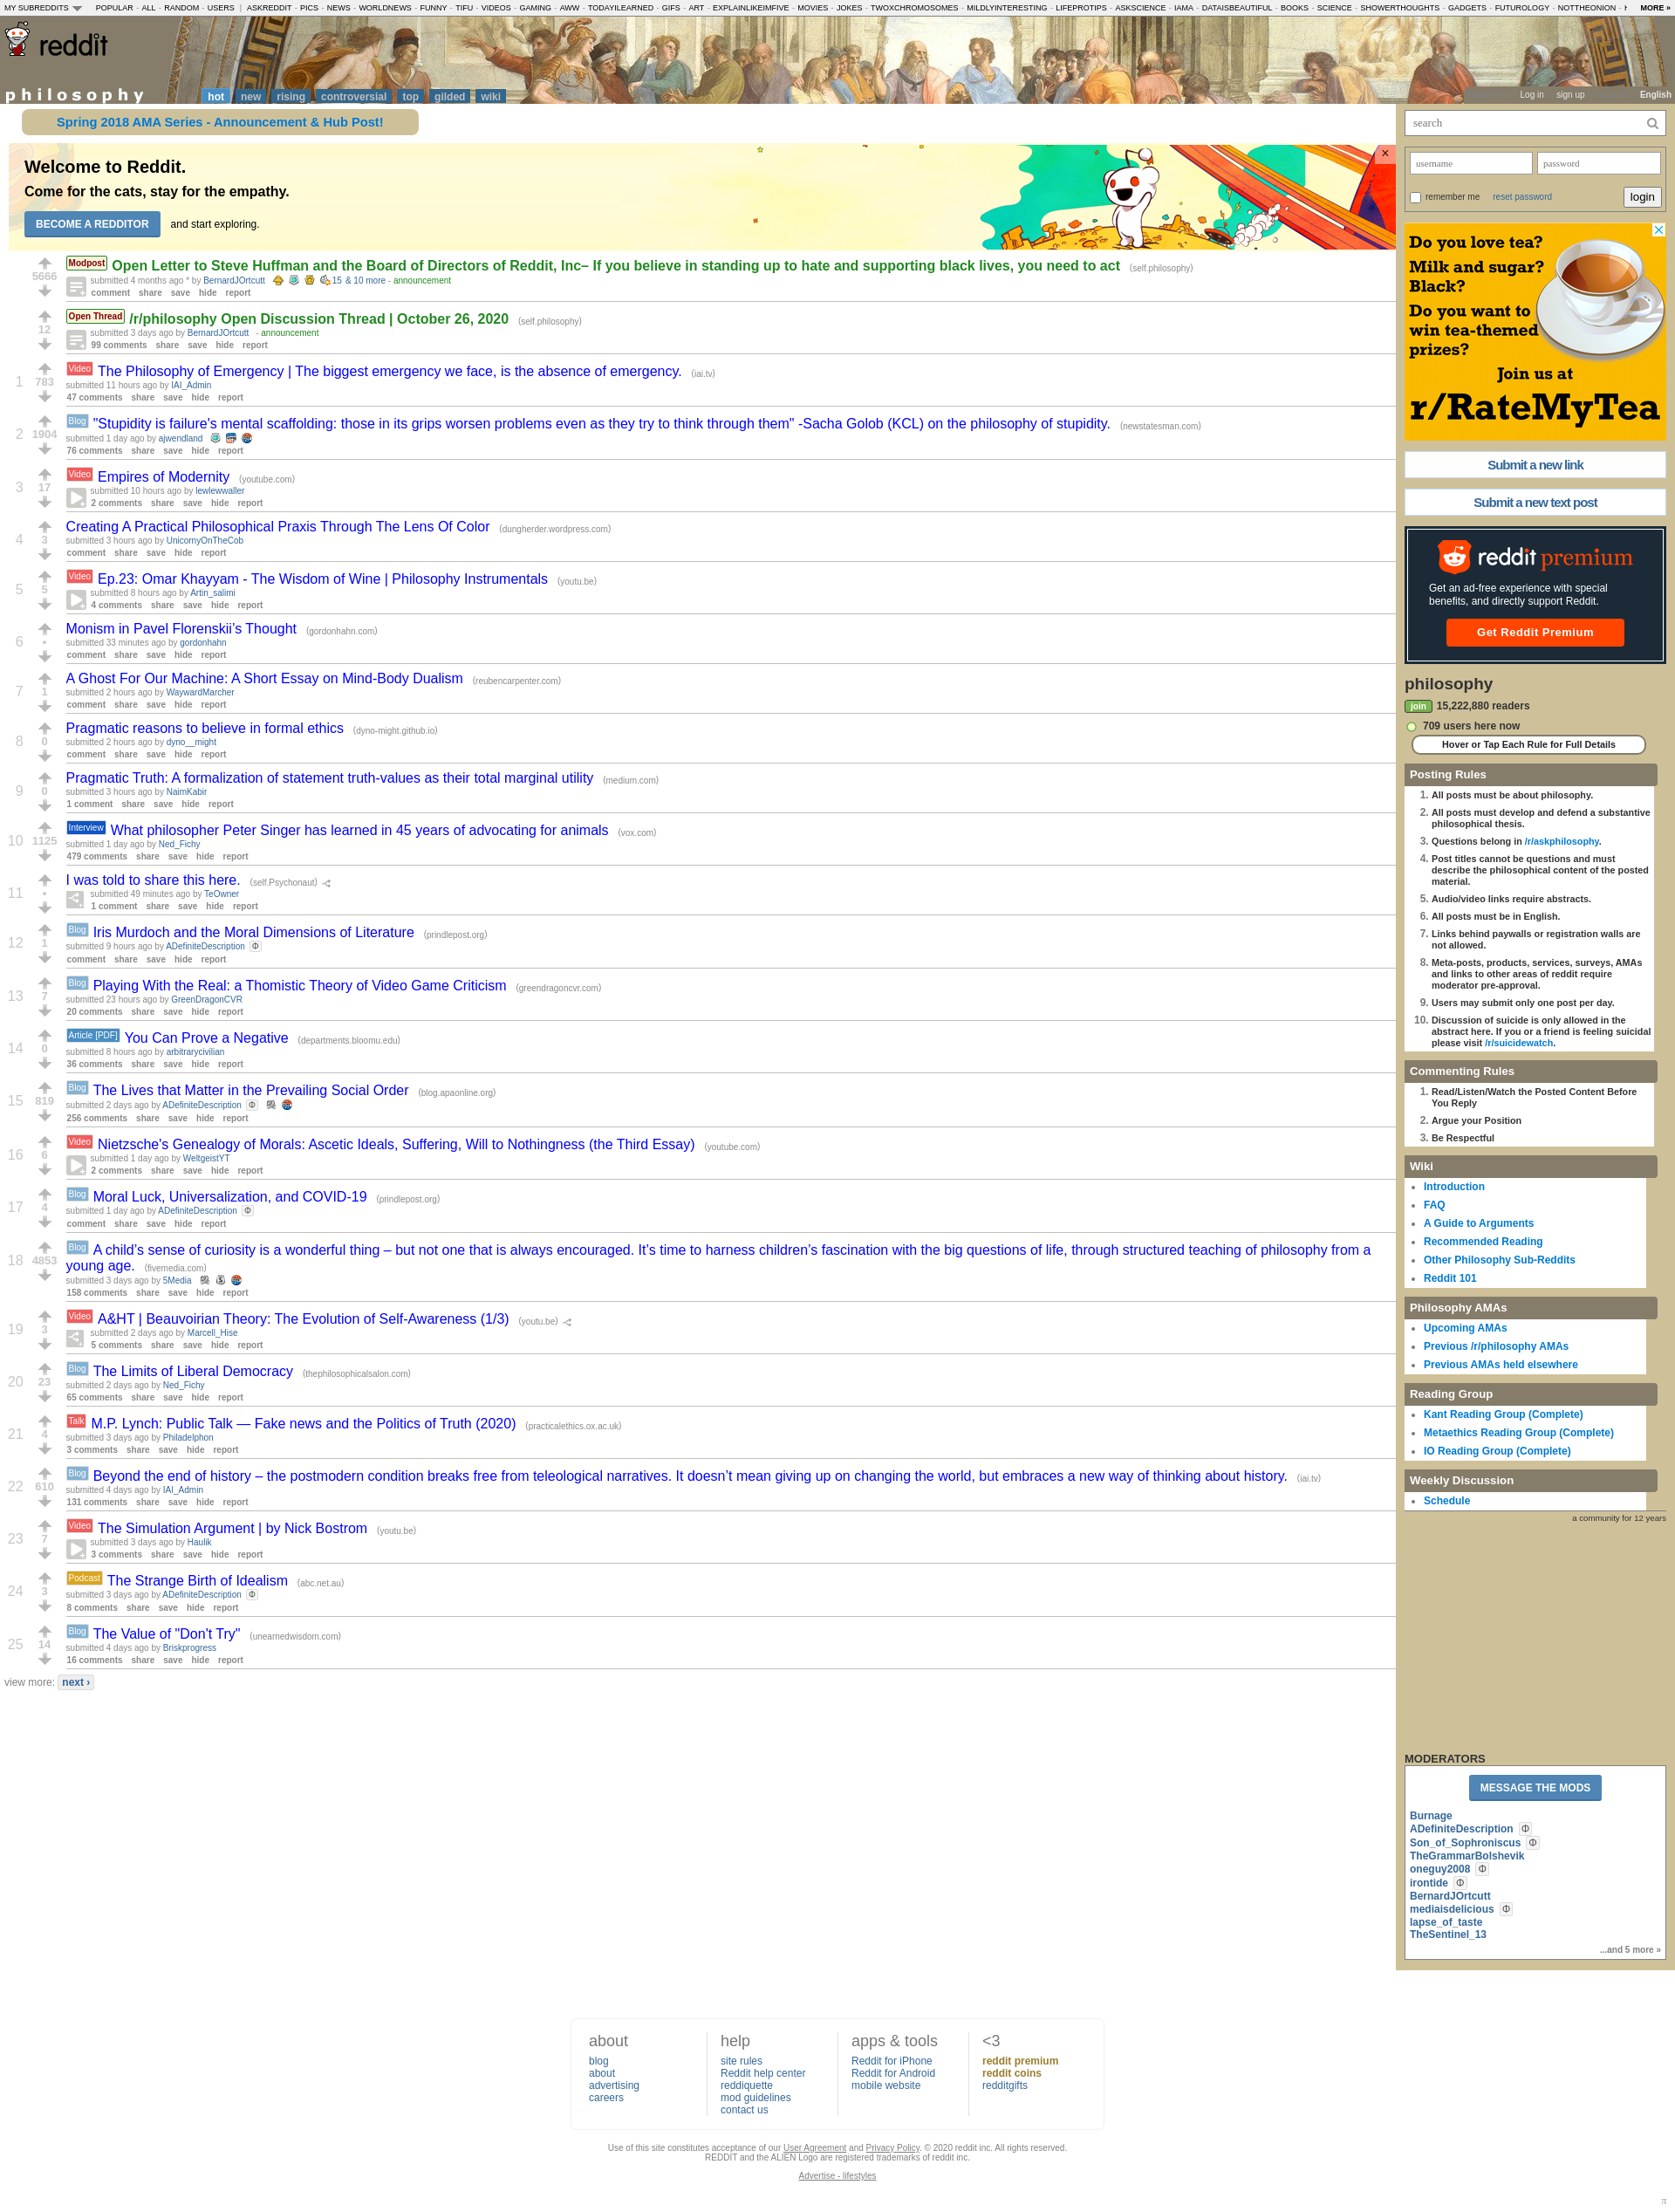 MY SUBREDDITS POPULAR - ALL - RANDOM - USERS | ASKREDDIT - PICS - NEWS - WORLDNEWS - FUNNY - TIFU - VIDEOS - GAMING - AWW - TODAYILEARNED - GIFS - ART - EXPLAINLIKEIMFIVE - MOVIES - JOKES - TWOXCHROMOSOMES - MILDLYINTERESTING - LIFEPROTIPS - ASKSCIENCE - IAMA - DATAISBEAUTIFUL - BOOKS - SCIENCE - SHOWERTHOUGHTS - GADGETS - FUTUROLOGY - NOTTHEONION - MORE »
reddit
philosophy
hot new rising controversial top gilded wiki
Log in sign up English
Spring 2018 AMA Series - Announcement & Hub Post!
Welcome to Reddit.
Come for the cats, stay for the empathy.
BECOME A REDDITOR and start exploring.
×
5666
Modpost Open Letter to Steve Huffman and the Board of Directors of Reddit, Inc– If you believe in standing up to hate and supporting black lives, you need to act (self.philosophy)
submitted 4 months ago * by BernardJOrtcutt 15 & 10 more - announcement
comment share save hide report
12
Open Thread /r/philosophy Open Discussion Thread | October 26, 2020 (self.philosophy)
submitted 3 days ago by BernardJOrtcutt - announcement
99 comments share save hide report
1 783
Video The Philosophy of Emergency | The biggest emergency we face, is the absence of emergency. (iai.tv)
submitted 11 hours ago by IAI_Admin
47 comments share save hide report
2 1904
Blog "Stupidity is failure's mental scaffolding: those in its grips worsen problems even as they try to think through them" -Sacha Golob (KCL) on the philosophy of stupidity. (newstatesman.com)
submitted 1 day ago by ajwendland
76 comments share save hide report
3 17
Video Empires of Modernity (youtube.com)
submitted 10 hours ago by lewlewwaller
2 comments share save hide report
4 3
Creating A Practical Philosophical Praxis Through The Lens Of Color (dungherder.wordpress.com)
submitted 3 hours ago by UnicornyOnTheCob
comment share save hide report
5 5
Video Ep.23: Omar Khayyam - The Wisdom of Wine | Philosophy Instrumentals (youtu.be)
submitted 8 hours ago by Artin_salimi
4 comments share save hide report
6 •
Monism in Pavel Florenskii’s Thought (gordonhahn.com)
submitted 33 minutes ago by gordonhahn
comment share save hide report
7 1
A Ghost For Our Machine: A Short Essay on Mind-Body Dualism (reubencarpenter.com)
submitted 2 hours ago by WaywardMarcher
comment share save hide report
8 0
Pragmatic reasons to believe in formal ethics (dyno-might.github.io)
submitted 2 hours ago by dyno__might
comment share save hide report
9 0
Pragmatic Truth: A formalization of statement truth-values as their total marginal utility (medium.com)
submitted 3 hours ago by NaimKabir
1 comment share save hide report
10 1125
Interview What philosopher Peter Singer has learned in 45 years of advocating for animals (vox.com)
submitted 1 day ago by Ned_Fichy
479 comments share save hide report
11 •
I was told to share this here. (self.Psychonaut)
submitted 49 minutes ago by TeOwner
1 comment share save hide report
12 1
Blog Iris Murdoch and the Moral Dimensions of Literature (prindlepost.org)
submitted 9 hours ago by ADefiniteDescription Φ
comment share save hide report
13 7
Blog Playing With the Real: a Thomistic Theory of Video Game Criticism (greendragoncvr.com)
submitted 23 hours ago by GreenDragonCVR
20 comments share save hide report
14 0
Article [PDF] You Can Prove a Negative (departments.bloomu.edu)
submitted 8 hours ago by arbitrarycivilian
36 comments share save hide report
15 819
Blog The Lives that Matter in the Prevailing Social Order (blog.apaonline.org)
submitted 2 days ago by ADefiniteDescription Φ
256 comments share save hide report
16 6
Video Nietzsche's Genealogy of Morals: Ascetic Ideals, Suffering, Will to Nothingness (the Third Essay) (youtube.com)
submitted 1 day ago by WeltgeistYT
2 comments share save hide report
17 4
Blog Moral Luck, Universalization, and COVID-19 (prindlepost.org)
submitted 1 day ago by ADefiniteDescription Φ
comment share save hide report
18 4853
Blog A child’s sense of curiosity is a wonderful thing – but not one that is always encouraged. It’s time to harness children’s fascination with the big questions of life, through structured teaching of philosophy from a
young age. (fivemedia.com)
submitted 3 days ago by 5Media
158 comments share save hide report
19 3
Video A&HT | Beauvoirian Theory: The Evolution of Self-Awareness (1/3) (youtu.be)
submitted 2 days ago by Marcell_Hise
5 comments share save hide report
20 23
Blog The Limits of Liberal Democracy (thephilosophicalsalon.com)
submitted 2 days ago by Ned_Fichy
65 comments share save hide report
21 4
Talk M.P. Lynch: Public Talk — Fake news and the Politics of Truth (2020) (practicalethics.ox.ac.uk)
submitted 3 days ago by Philadelphon
3 comments share save hide report
22 610
Blog Beyond the end of history – the postmodern condition breaks free from teleological narratives. It doesn’t mean giving up on changing the world, but embraces a new way of thinking about history. (iai.tv)
submitted 4 days ago by IAI_Admin
131 comments share save hide report
23 7
Video The Simulation Argument | by Nick Bostrom (youtu.be)
submitted 3 days ago by Haulik
3 comments share save hide report
24 3
Podcast The Strange Birth of Idealism (abc.net.au)
submitted 3 days ago by ADefiniteDescription Φ
8 comments share save hide report
25 14
Blog The Value of "Don't Try" (unearnedwisdom.com)
submitted 4 days ago by Briskprogress
16 comments share save hide report
view more: next ›
search
username password
remember me reset password login
Do you love tea?
Milk and sugar?
Black?
Do you want to
win tea-themed
prizes?
Join us at
r/RateMyTea
Submit a new link
Submit a new text post
reddit premium
Get an ad-free experience with special
benefits, and directly support Reddit.
Get Reddit Premium
philosophy
join 15,222,880 readers
709 users here now
Hover or Tap Each Rule for Full Details
Posting Rules
1. All posts must be about philosophy.
2. All posts must develop and defend a substantive
philosophical thesis.
3. Questions belong in /r/askphilosophy.
4. Post titles cannot be questions and must
describe the philosophical content of the posted
material.
5. Audio/video links require abstracts.
6. All posts must be in English.
7. Links behind paywalls or registration walls are
not allowed.
8. Meta-posts, products, services, surveys, AMAs
and links to other areas of reddit require
moderator pre-approval.
9. Users may submit only one post per day.
10. Discussion of suicide is only allowed in the
abstract here. If you or a friend is feeling suicidal
please visit /r/suicidewatch.
Commenting Rules
1. Read/Listen/Watch the Posted Content Before
You Reply
2. Argue your Position
3. Be Respectful
Wiki
Introduction
FAQ
A Guide to Arguments
Recommended Reading
Other Philosophy Sub-Reddits
Reddit 101
Philosophy AMAs
Upcoming AMAs
Previous /r/philosophy AMAs
Previous AMAs held elsewhere
Reading Group
Kant Reading Group (Complete)
Metaethics Reading Group (Complete)
IO Reading Group (Complete)
Weekly Discussion
Schedule
a community for 12 years
MODERATORS
MESSAGE THE MODS
Burnage
ADefiniteDescription Φ
Son_of_Sophroniscus Φ
TheGrammarBolshevik
oneguy2008 Φ
irontide Φ
BernardJOrtcutt
mediaisdelicious Φ
lapse_of_taste
TheSentinel_13
...and 5 more »
about
blog
about
advertising
careers
help
site rules
Reddit help center
reddiquette
mod guidelines
contact us
apps & tools
Reddit for iPhone
Reddit for Android
mobile website
<3
reddit premium
reddit coins
redditgifts
Use of this site constitutes acceptance of our User Agreement and Privacy Policy. © 2020 reddit inc. All rights reserved.
REDDIT and the ALIEN Logo are registered trademarks of reddit inc.
Advertise - lifestyles
π